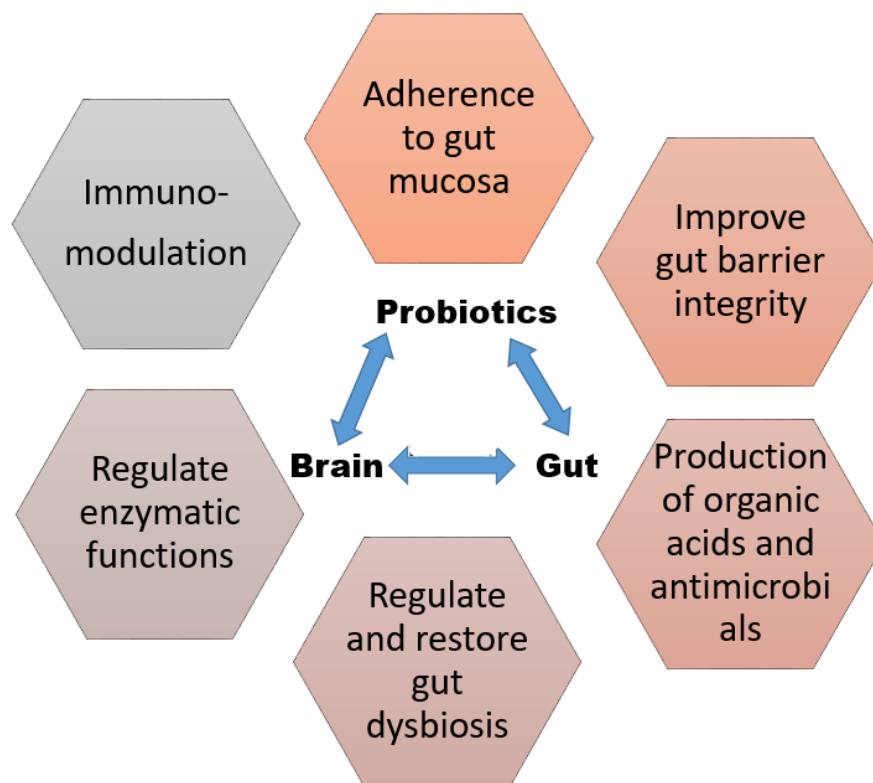 Adherence
to gut
mucosa
Immuno-
modulation
Improve
gut barrier
integrity
Probiotics
Brain
Gut
Regulate
enzymatic
functions
Production
of organic
acids and
antimicrobi
als
Regulate
and restore
gut
dysbiosis